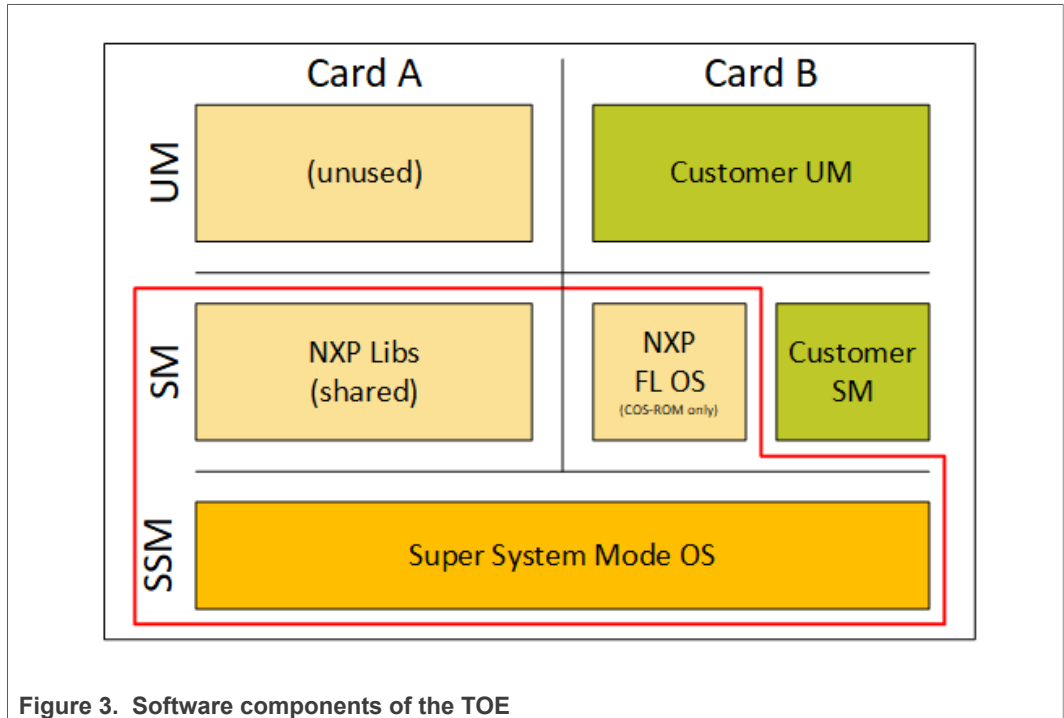 Card A
Card B
UM
(unused)
Customer UM
SM
NXP Libs
(shared)
NXP
FL OS
(COS-ROM only)
Customer
SM
SSM
Super System Mode OS
Figure 3. Software components of the TOE